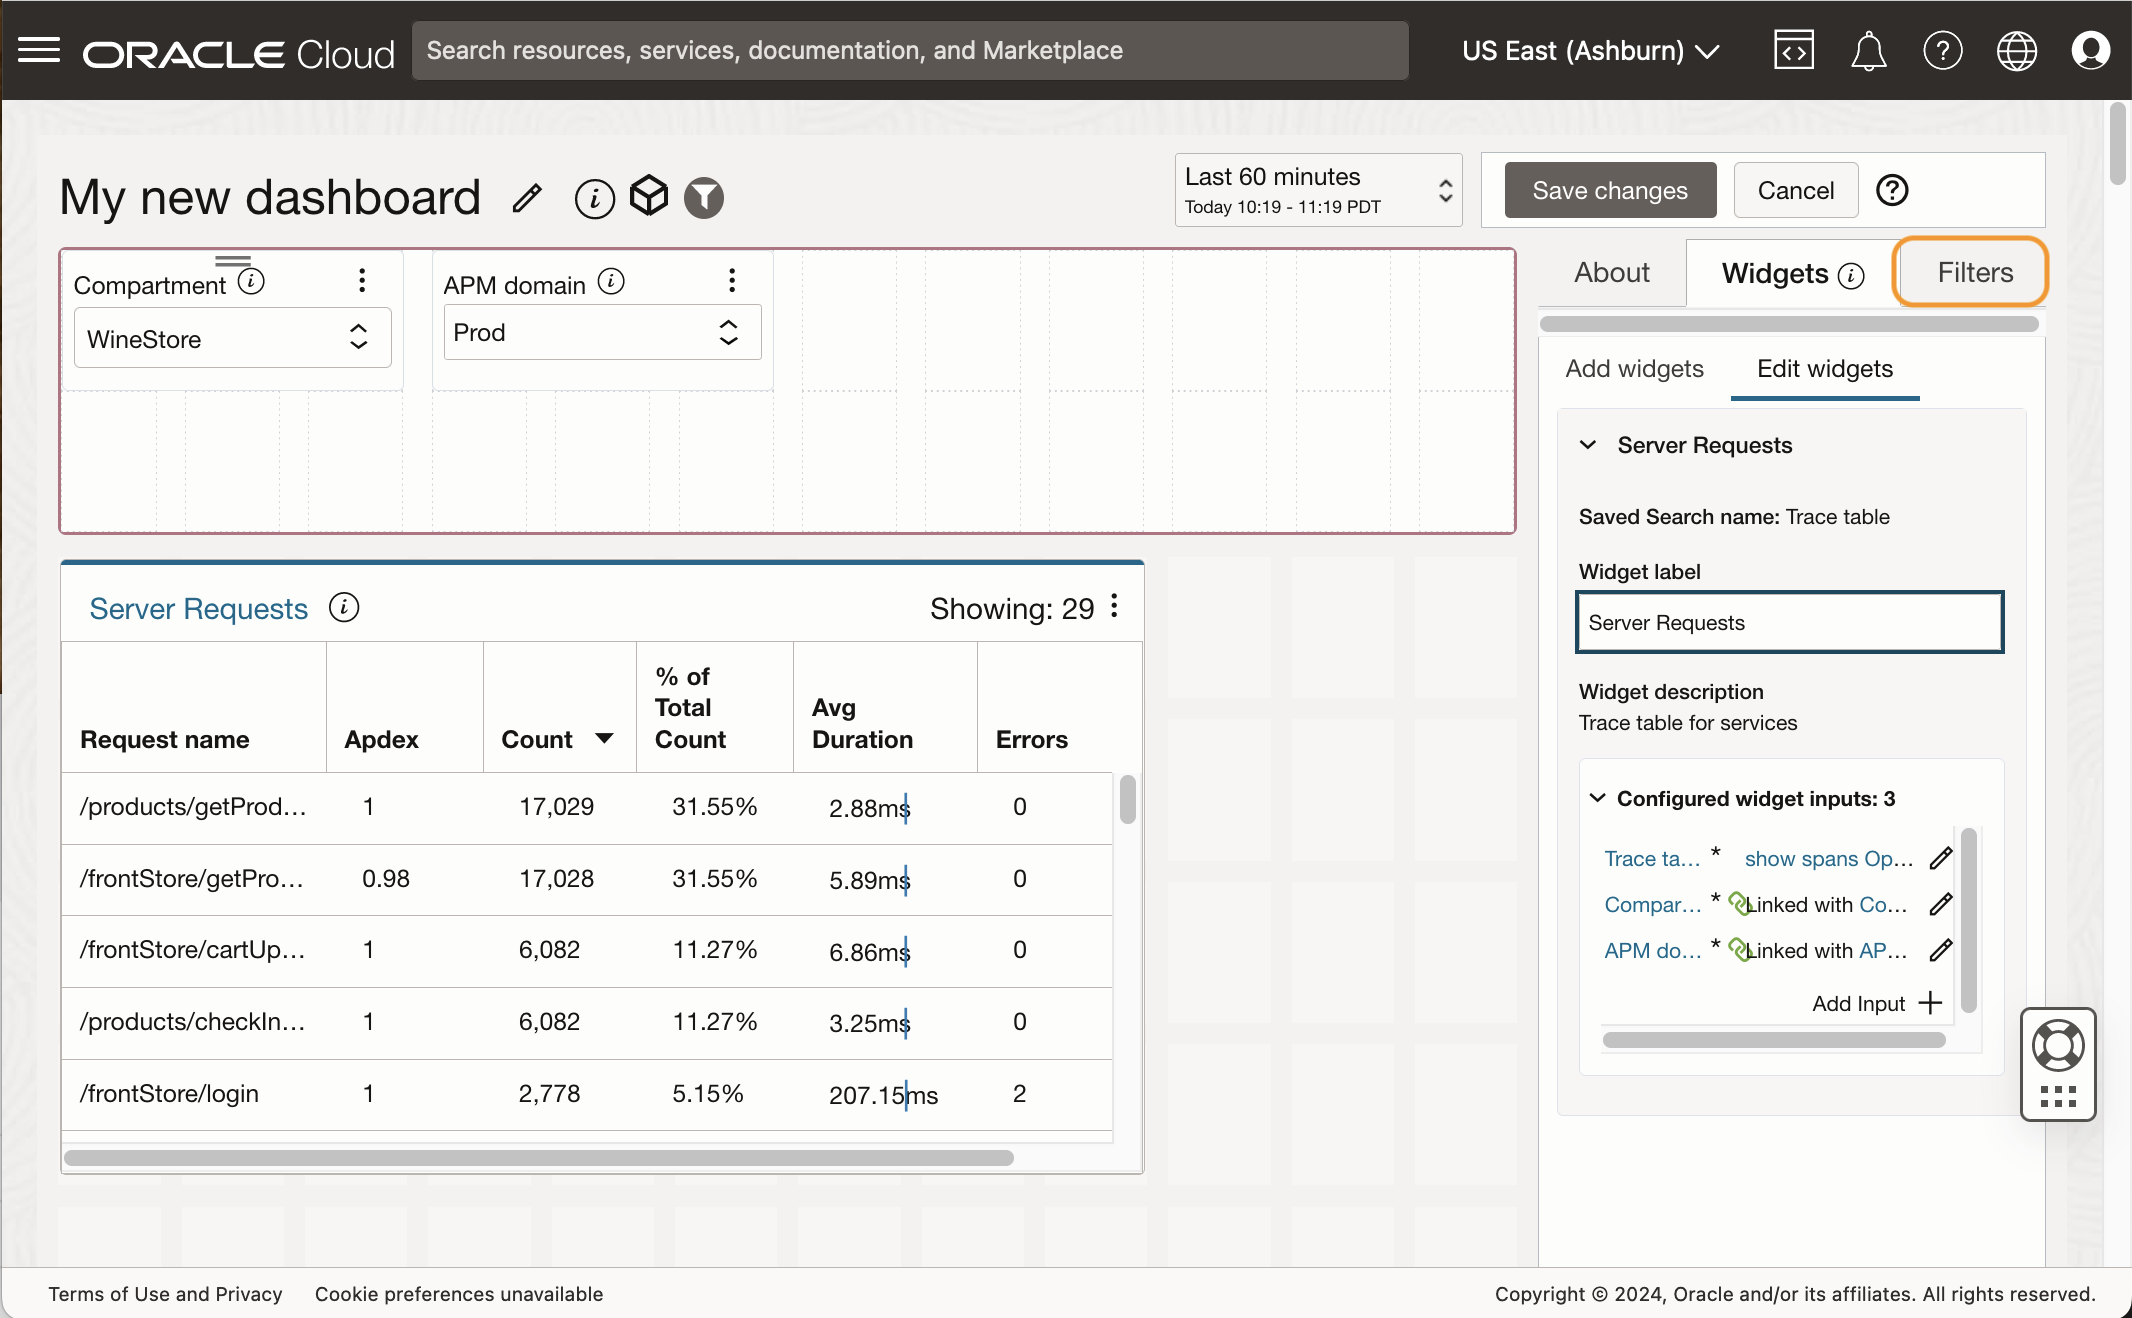 ORACLE Cloud
Search resources, services, documentation, and Marketplace
US East (Ashburn)
My new dashboard
Last 60 minutes
Today 10:19 - 11:19 PDT
Save changes
Cancel
Compartment
WineStore
APM domain
Prod
About
Widgets
Filters
Add widgets
Edit widgets
Server Requests
Saved Search name: Trace table
Widget label
Server Requests
Widget description
Trace table for services
Configured widget inputs: 3
Trace ta... * show spans Op...
Compar... * Linked with Co...
APM do... * Linked with AP...
Add Input
Server Requests
Showing: 29
Request name Apdex Count % of Total Count Avg Duration Errors
/products/getProd... 1 17,029 31.55% 2.88ms 0
/frontStore/getPro... 0.98 17,028 31.55% 5.89ms 0
/frontStore/cartUp... 1 6,082 11.27% 6.86ms 0
/products/checkIn... 1 6,082 11.27% 3.25ms 0
/frontStore/login 1 2,778 5.15% 207.15ms 2
Terms of Use and Privacy
Cookie preferences unavailable
Copyright © 2024, Oracle and/or its affiliates. All rights reserved.